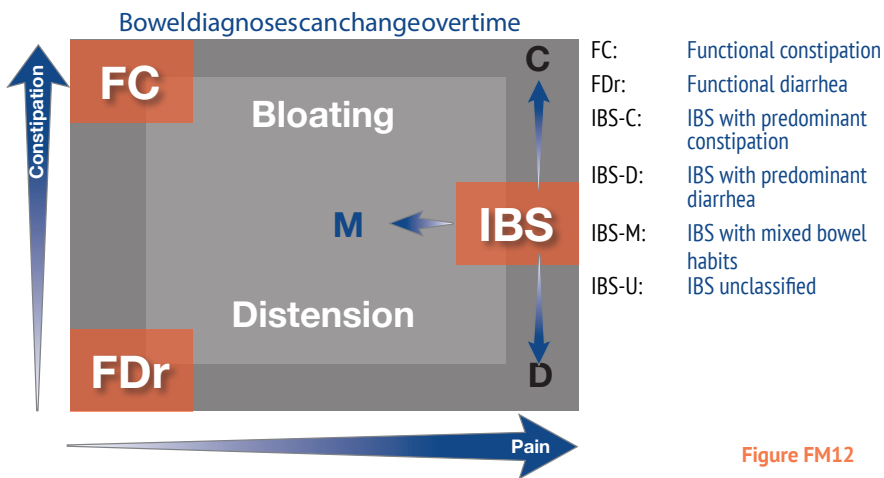 Boweldiagnosescanchangeovertime
Constipation
FC
Bloating
C
M
IBS
Distension
FDr
D
Pain
FC: Functional constipation
FDr: Functional diarrhea
IBS-C: IBS with predominant
constipation
IBS-D: IBS with predominant
diarrhea
IBS-M: IBS with mixed bowel
habits
IBS-U: IBS unclassified
Figure FM12